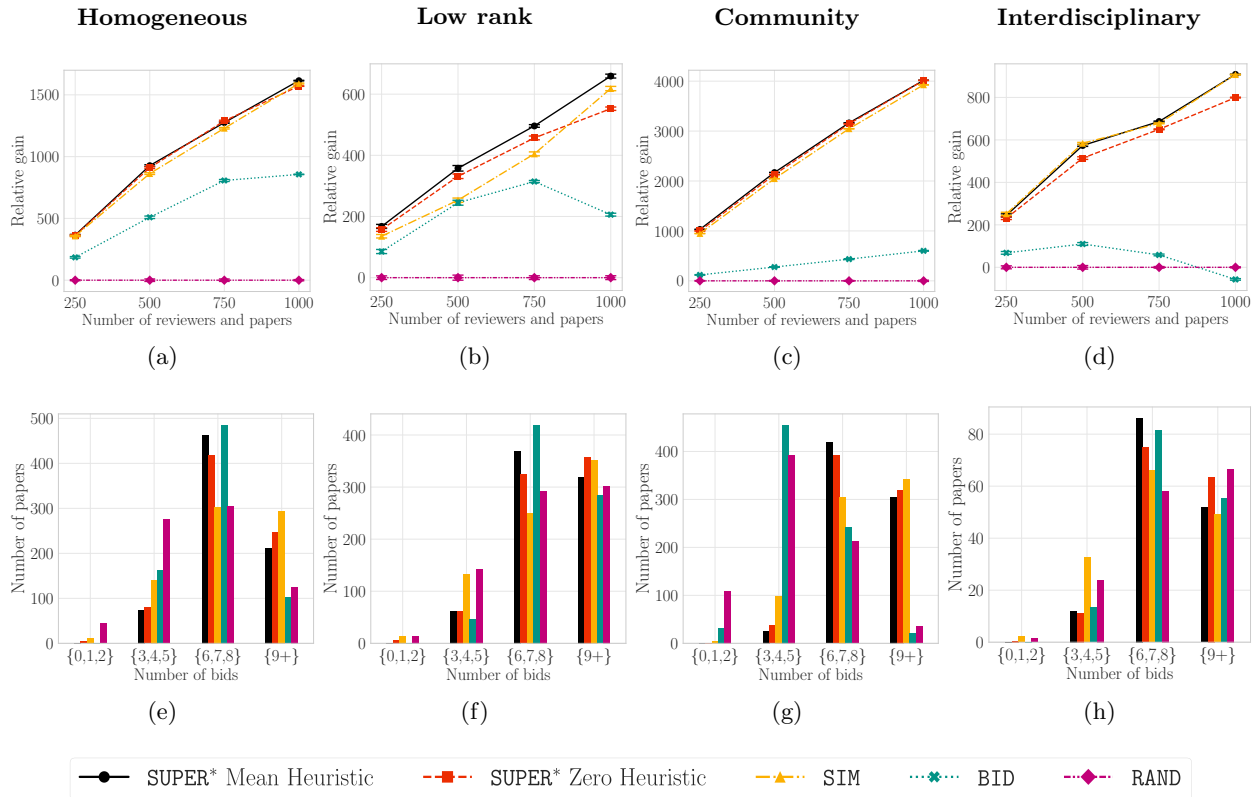 Homogeneous Low rank Community Interdisciplinary
Relative gain
1500
1000
500
0
250 500 750 1000
Number of reviewers and papers
(a)
Relative gain
600
400
200
0
250 500 750 1000
Number of reviewers and papers
(b)
Relative gain
4000
3000
2000
1000
0
250 500 750 1000
Number of reviewers and papers
(c)
Relative gain
800
600
400
200
0
250 500 750 1000
Number of reviewers and papers
(d)
Number of papers
500
400
300
200
100
0
{0,1,2} {3,4,5} {6,7,8} {9+}
Number of bids
(e)
Number of papers
400
300
200
100
0
{0,1,2} {3,4,5} {6,7,8} {9+}
Number of bids
(f)
Number of papers
400
300
200
100
0
{0,1,2} {3,4,5} {6,7,8} {9+}
Number of bids
(g)
Number of papers
80
60
40
20
0
{0,1,2} {3,4,5} {6,7,8} {9+}
Number of bids
(h)
SUPER* Mean Heuristic SUPER* Zero Heuristic SIM BID RAND